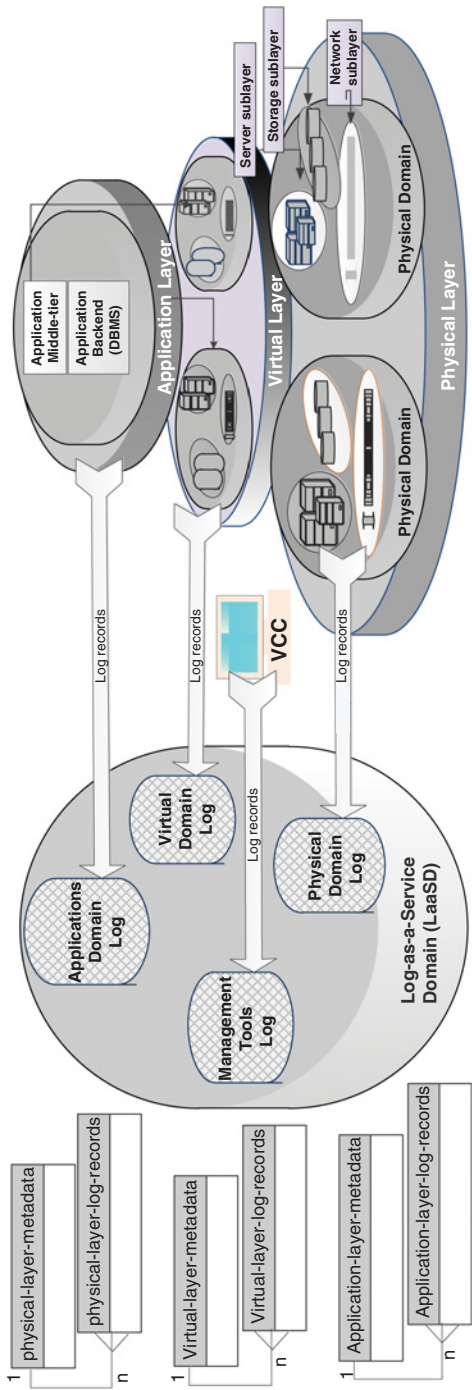 1
physical-layer-metadata
physical-layer-log-records
n
1
Virtual-layer-metadata
Virtual-layer-log-records
n
1
Application-layer-metadata
Application-layer-log-records
n
Applications
Domain
Log
Virtual
Domain
Log
Management
Tools
Log
Physical
Domain
Log
Log-as-a-Service
Domain (LaaSD)
Log records
Log records
Log records
Log records
VCC
Application
Middle-tier
Application
Backend
(DBMS)
Application Layer
Virtual Layer
Server sublayer
Storage sublayer
Network
sublayer
Physical Domain
Physical Domain
Physical Layer